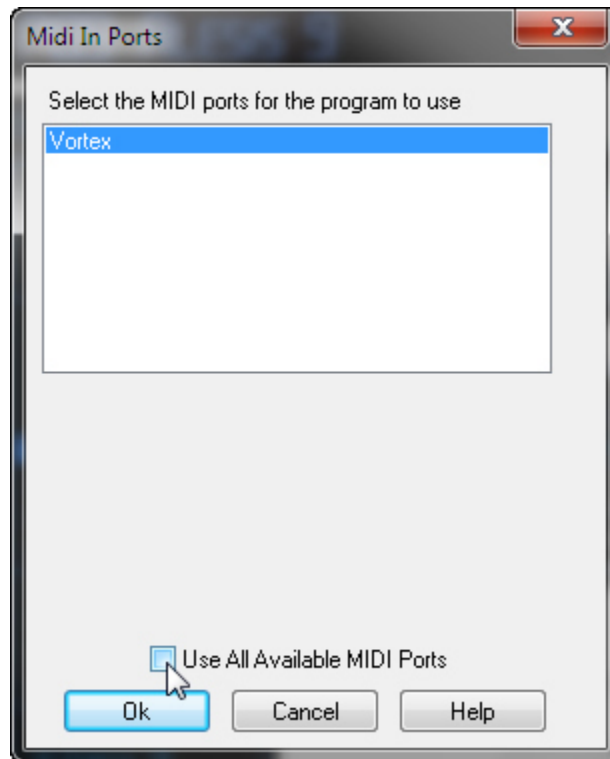 Midi In Ports
Select the MIDI ports for the program to use
Vortex
Use All Available MIDI Ports
Ok Cancel Help